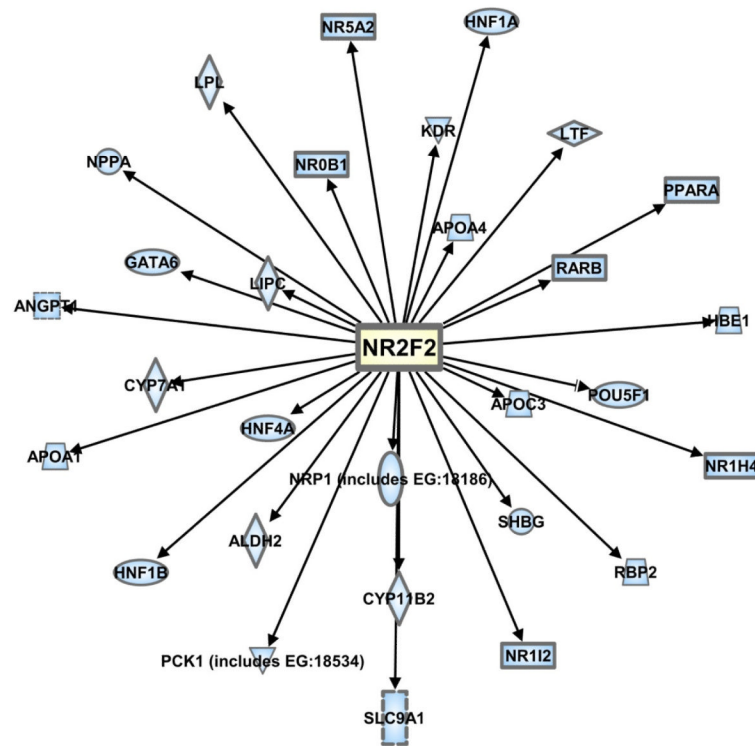 NR5A2
HNF1A
LPL
KDR
LTF
NPPA
NR0B1
PPARA
APOA4
GATA6
RARB
LIPC
ANGPT1
HBE1
NR2F2
CYP7A1
POU5F1
APOC3
HNF4A
APOA1
NR1H4
NRP1 (includes EG:18186)
SHBG
ALDH2
HNF1B
RBP2
CYP11B2
NR1I2
PCK1 (includes EG:18534)
SLC9A1